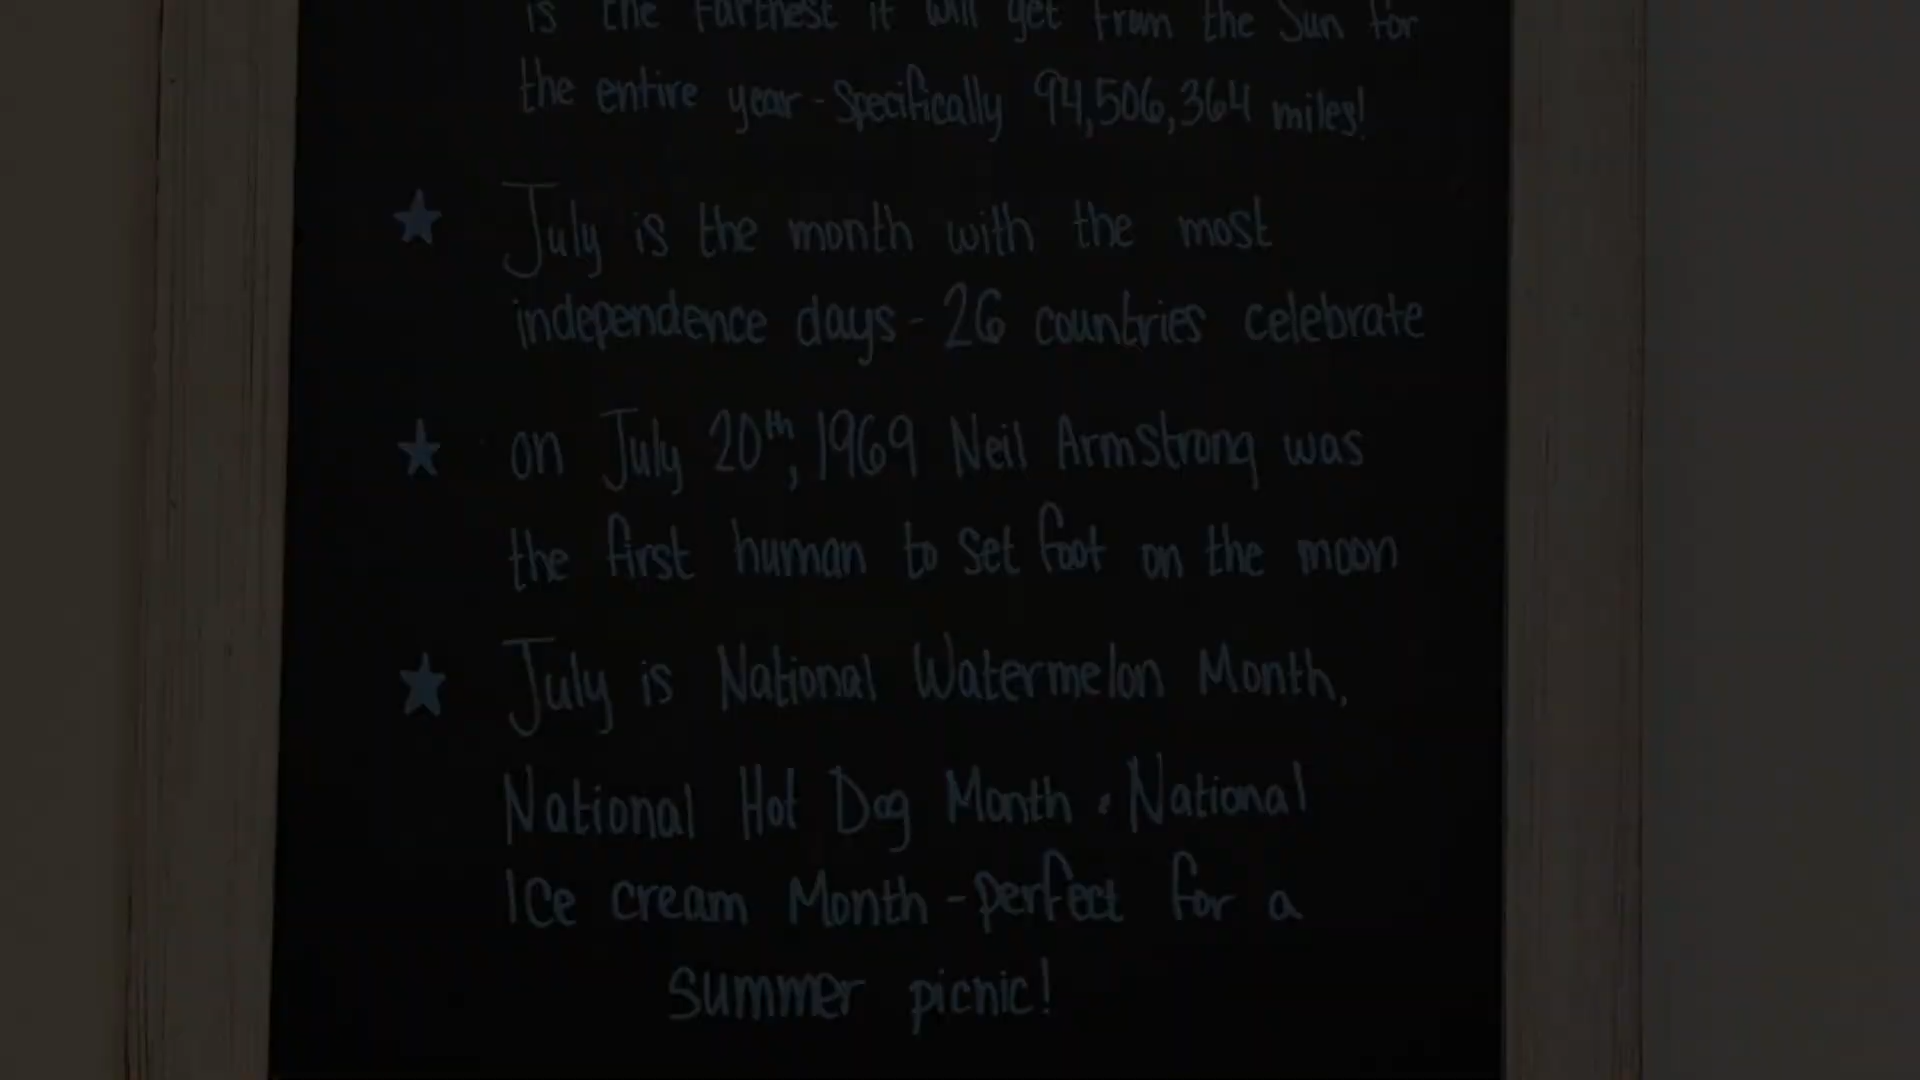 is the farthest it will get from the Sun for
the entire year - Specifically 94,506,364 miles!
★ July is the month with the most
independence days - 26 countries celebrate
★ on July 20th, 1969 Neil Armstrong was
the first human to set foot on the moon
★ July is National Watermelon Month,
National Hot Dog Month • National
Ice cream Month - perfect for a
summer picnic!